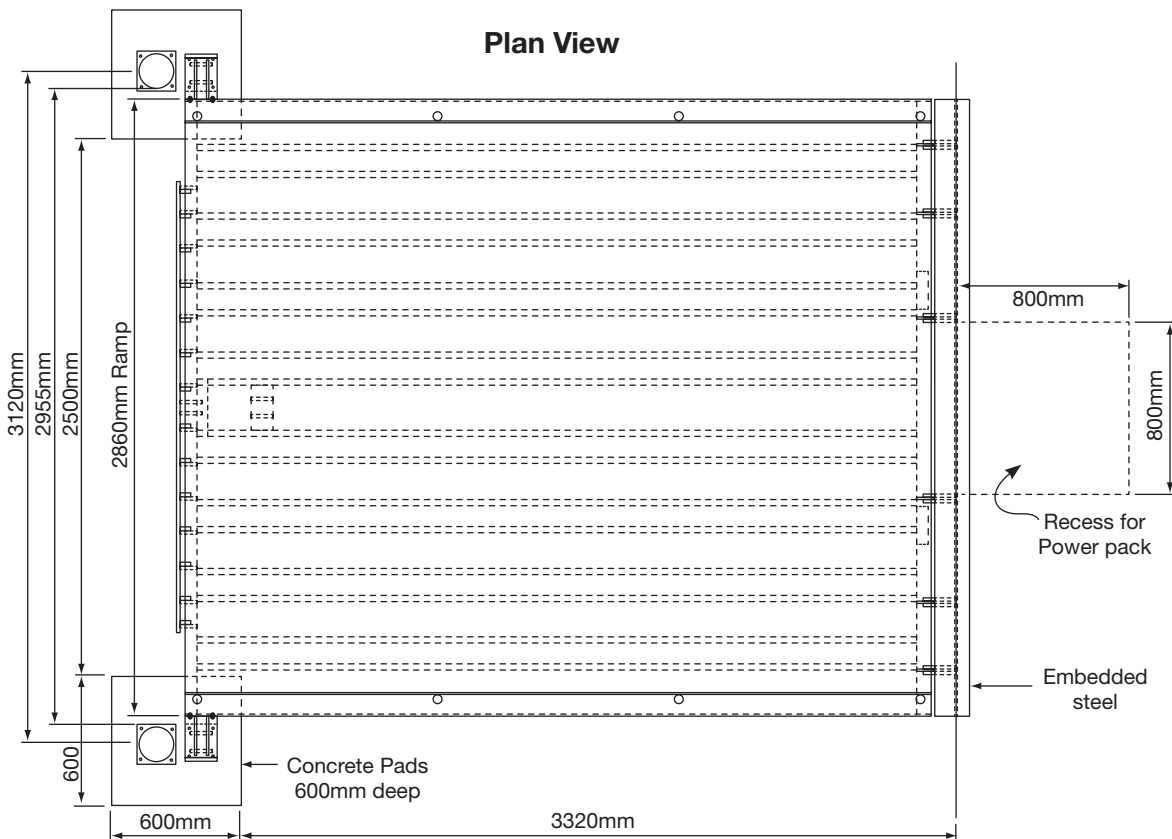 Plan View
3120mm
2955mm
2500mm
2860mm Ramp
800mm
800mm
Recess for
Power pack
Embedded
steel
600
Concrete Pads
600mm deep
600mm
3320mm